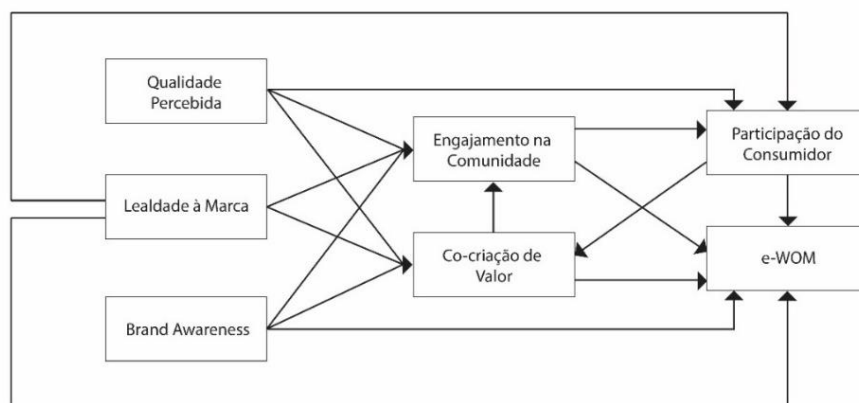 Qualidade
Percebida
Lealdade à Marca
Brand Awareness
Engajamento na
Comunidade
Co-criação de
Valor
Participação do
Consumidor
e-WOM